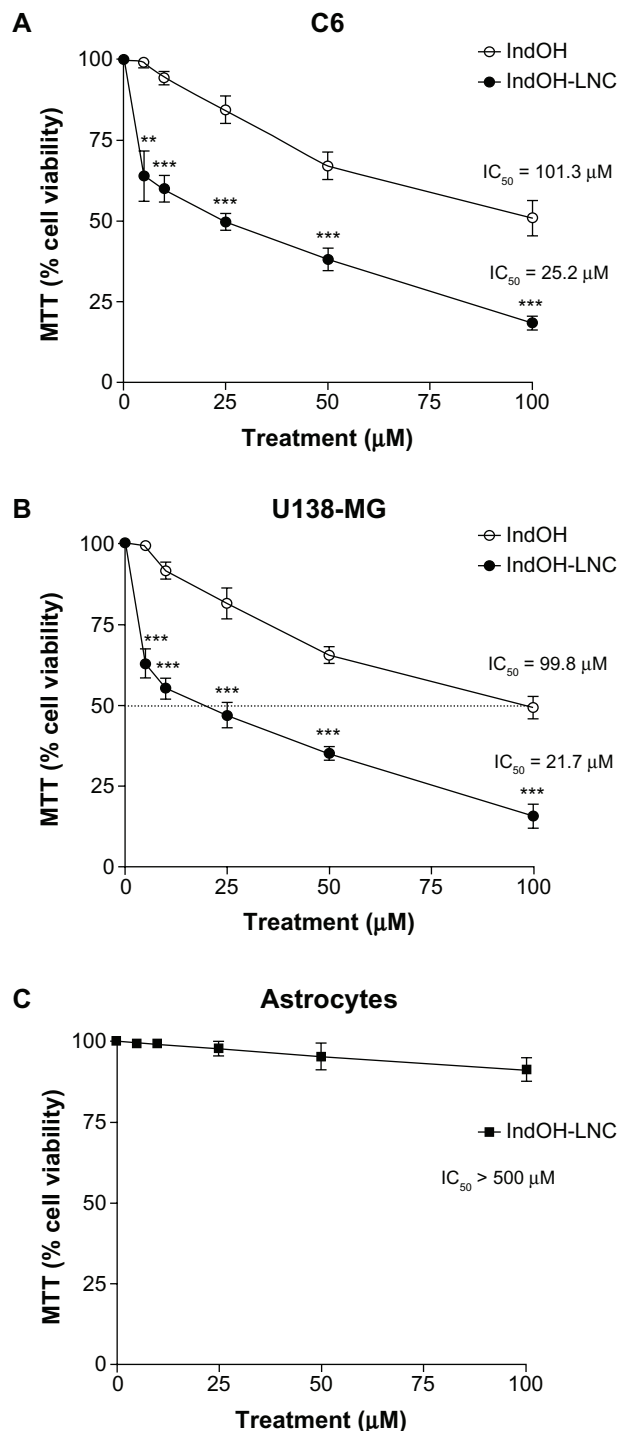 A
C6
IndOH
IndOH-LNC
MTT (% cell viability)
100
75
50
25
0
**
***
***
***
***
IC50 = 101.3 μM
IC50 = 25.2 μM
0 25 50 75 100
Treatment (μM)
B
U138-MG
IndOH
IndOH-LNC
MTT (% cell viability)
100
75
50
25
0
***
***
***
***
***
IC50 = 99.8 μM
IC50 = 21.7 μM
0 25 50 75 100
Treatment (μM)
C
Astrocytes
MTT (% cell viability)
100
75
50
25
0
IndOH-LNC
IC50 > 500 μM
0 25 50 75 100
Treatment (μM)